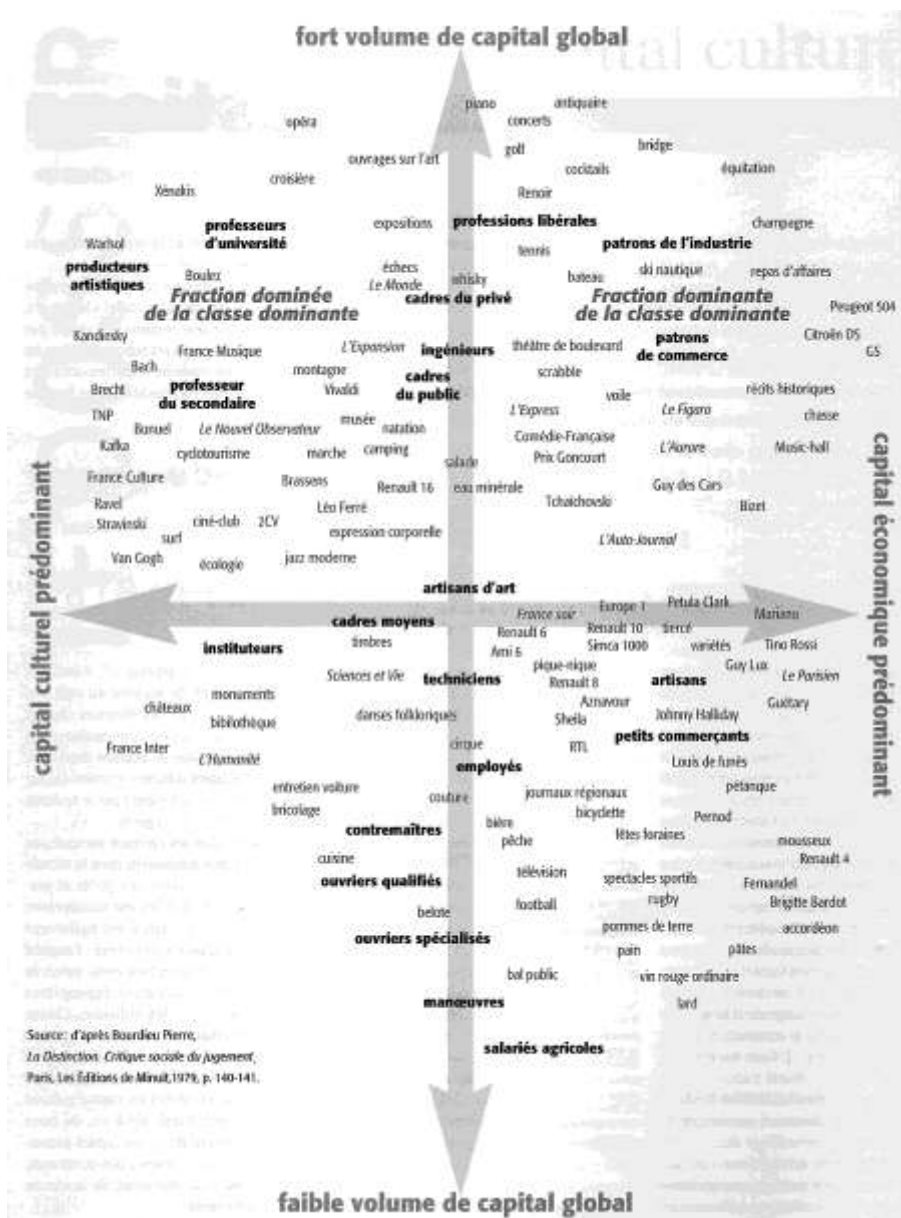 fort volume de capital global
piano
antiquaire
opéra
concerts
golf
bridge
ouvrages sur l'art
cocktails
équitation
croisière
Xenakis
Renoir
professeurs
d'université
expositions
professions libérales
champagne
Warhol
tennis
patrons de l'industrie
producteurs
artistiques
Boulez
échecs
Le Monde
whisky
bateau
ski nautique
repas d'affaires
Fraction dominée
de la classe dominante
cadres du privé
Fraction dominante
de la classe dominante
Peugeot 504
Kandinsky
France Musique
L'Expansion
ingénieurs
théâtre de boulevard
patrons
de commerce
Citroën DS
GS
Bach
montagne
cadres
du public
scrabble
Brecht
professeur
du secondaire
Vivaldi
voile
récits historiques
TNP
Bunuel
Le Nouvel Observateur
musée
natation
L'Express
Le Figaro
chasse
Kafka
cyclotourisme
marche
camping
salade
Comédie-Française
Prix Goncourt
L'Aurore
Music-hall
France Culture
Brassens
Renault 16
eau minérale
Guy des Cars
Ravel
Léo Ferré
Tchaïchovski
Bizet
Stravinski
surf
ciné-club
2CV
expression corporelle
L'Auto-Journal
Van Gogh
écologie
jazz moderne
capital culturel prédominant
capital économique prédominant
artisans d'art
cadres moyens
France soir
Europe 1
Petula Clark
Mariano
instituteurs
timbres
Renault 6
Renault 10
tiercé
Ami 6
Simca 1000
variétés
Tino Rossi
Sciences et Vie
techniciens
pique-nique
Renault 8
artisans
Guy Lux
Le Parisien
monuments
châteaux
bibliothèque
danses folkloriques
Aznavour
Sheila
Johnny Halliday
Guétary
France Inter
L'Humanité
cirque
RTL
petits commerçants
employés
Louis de funès
entretien voiture
bricolage
couture
journaux régionaux
bicyclette
pétanque
Pernod
contremaîtres
bière
pêche
fêtes foraines
mousseux
Renault 4
cuisine
ouvriers qualifiés
télévision
spectacles sportifs
Fernandel
belote
football
rugby
Brigitte Bardot
ouvriers spécialisés
pommes de terre
accordéon
pain
pâtes
bal public
vin rouge ordinaire
manœuvres
lard
Source : d'après Bourdieu Pierre,
La Distinction. Critique sociale du jugement,
Paris, Les Éditions de Minuit,1979, p. 140-141.
salariés agricoles
faible volume de capital global